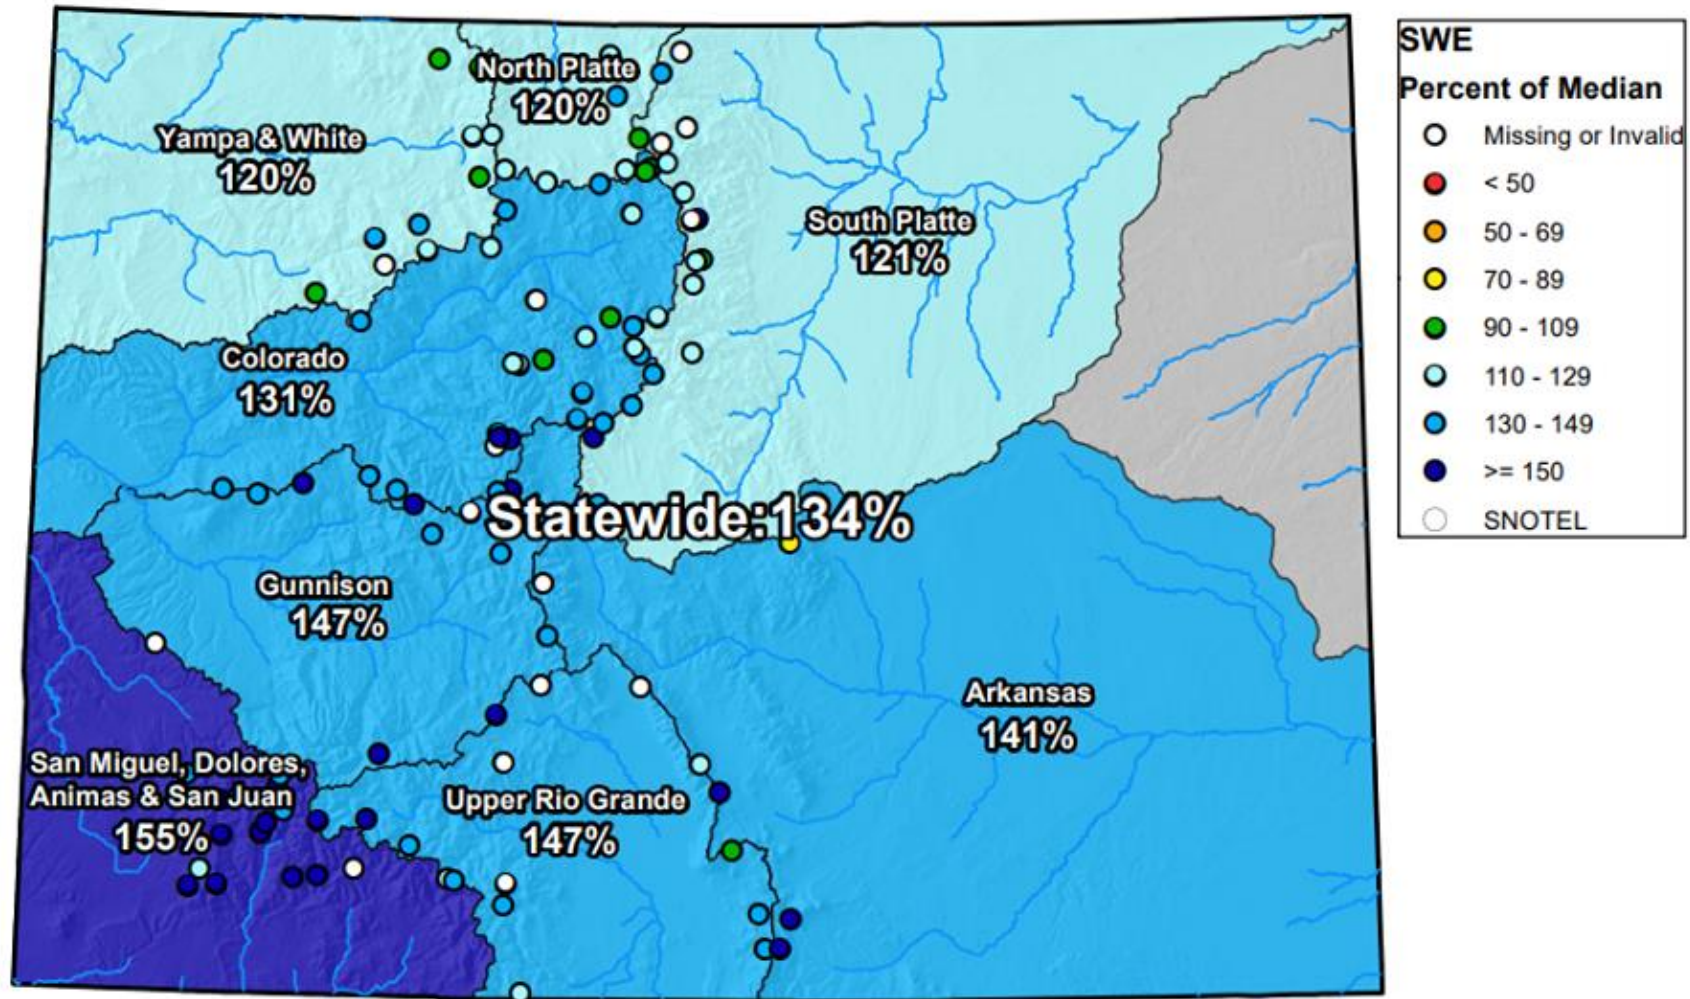 North Platte
120%
Yampa & White
120%
South Platte
121%
Colorado
131%
Statewide:134%
Gunnison
147%
Arkansas
141%
San Miguel, Dolores,
Animas & San Juan
155%
Upper Rio Grande
147%
SWE
Percent of Median
Missing or Invalid
< 50
50 - 69
70 - 89
90 - 109
110 - 129
130 - 149
>= 150
SNOTEL